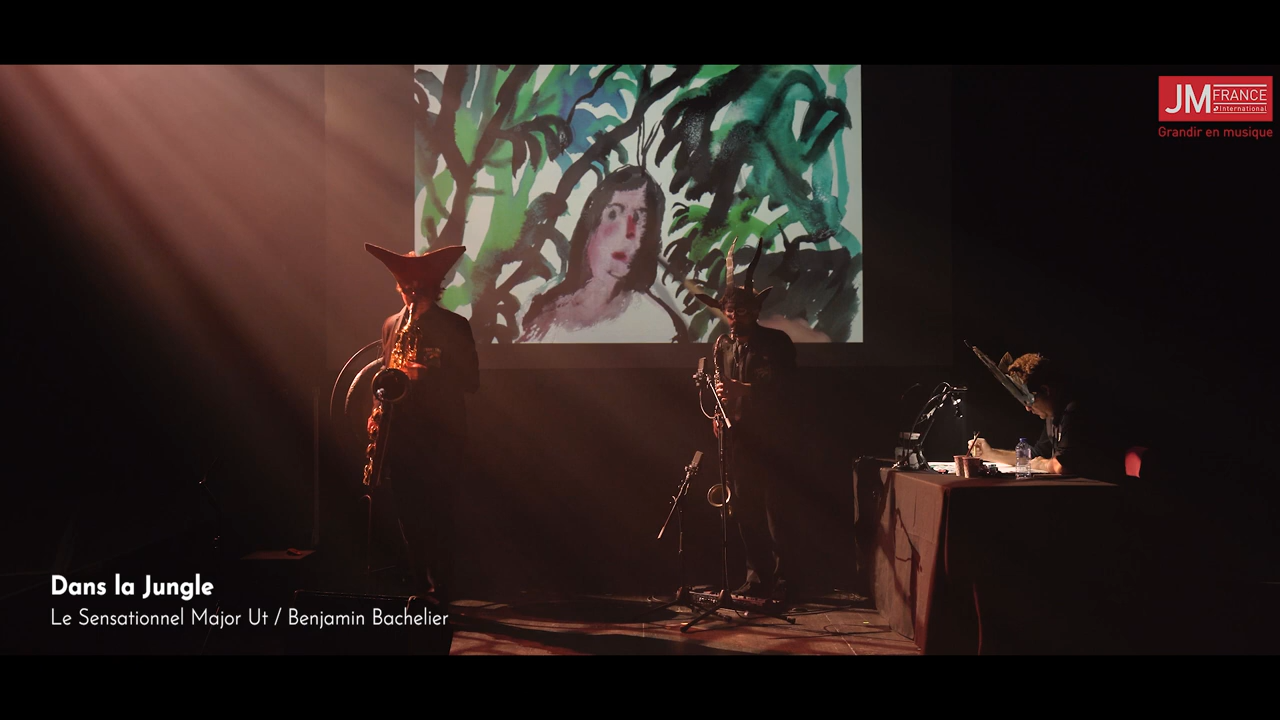 JM FRANCE
International
Grandir en musique
Dans la Jungle
Le Sensationnel Major Ut / Benjamin Bachelier